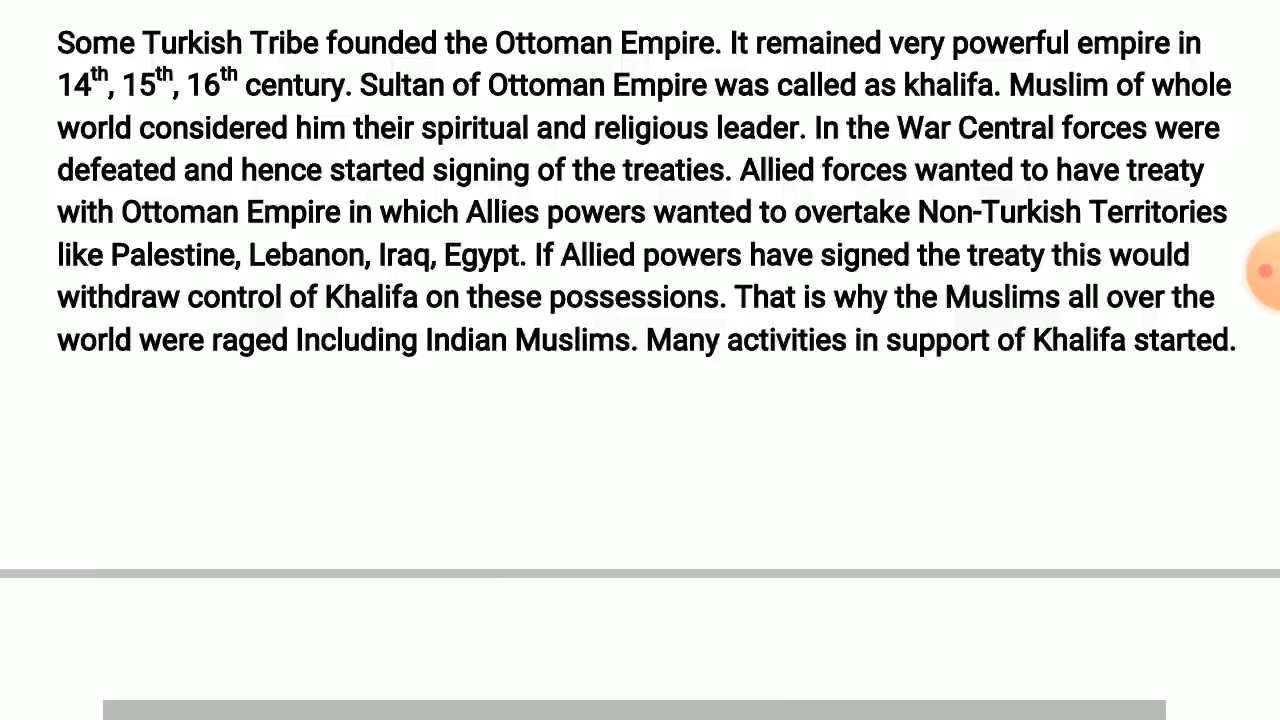 Some Turkish Tribe founded the Ottoman Empire. It remained very powerful empire in
14th, 15th, 16th century. Sultan of Ottoman Empire was called as khalifa. Muslim of whole
world considered him their spiritual and religious leader. In the War Central forces were
defeated and hence started signing of the treaties. Allied forces wanted to have treaty
with Ottoman Empire in which Allies powers wanted to overtake Non-Turkish Territories
like Palestine, Lebanon, Iraq, Egypt. If Allied powers have signed the treaty this would
withdraw control of Khalifa on these possessions. That is why the Muslims all over the
world were raged Including Indian Muslims. Many activities in support of Khalifa started.